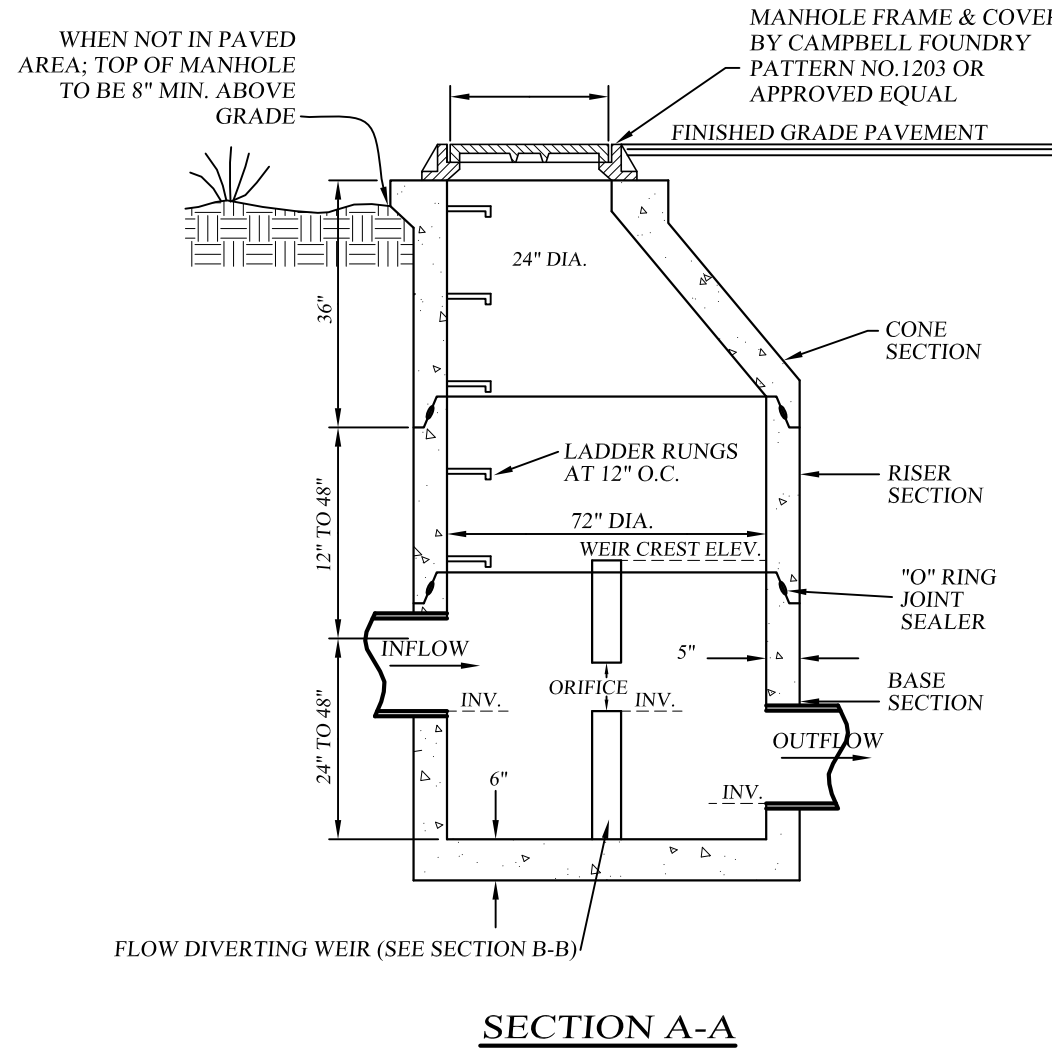 WHEN NOT IN PAVED
AREA; TOP OF MANHOLE
TO BE 8" MIN. ABOVE
GRADE
MANHOLE FRAME & COVER
BY CAMPBELL FOUNDRY
PATTERN NO.1203 OR
APPROVED EQUAL
FINISHED GRADE PAVEMENT
24" DIA.
36"
CONE
SECTION
LADDER RUNGS
AT 12" O.C.
RISER
SECTION
12" TO 48"
72" DIA.
WEIR CREST ELEV.
"O" RING
JOINT
SEALER
INFLOW
5"
ORIFICE
BASE
SECTION
INV.
INV.
OUTFLOW
24" TO 48"
6"
INV.
FLOW DIVERTING WEIR (SEE SECTION B-B)
SECTION A-A